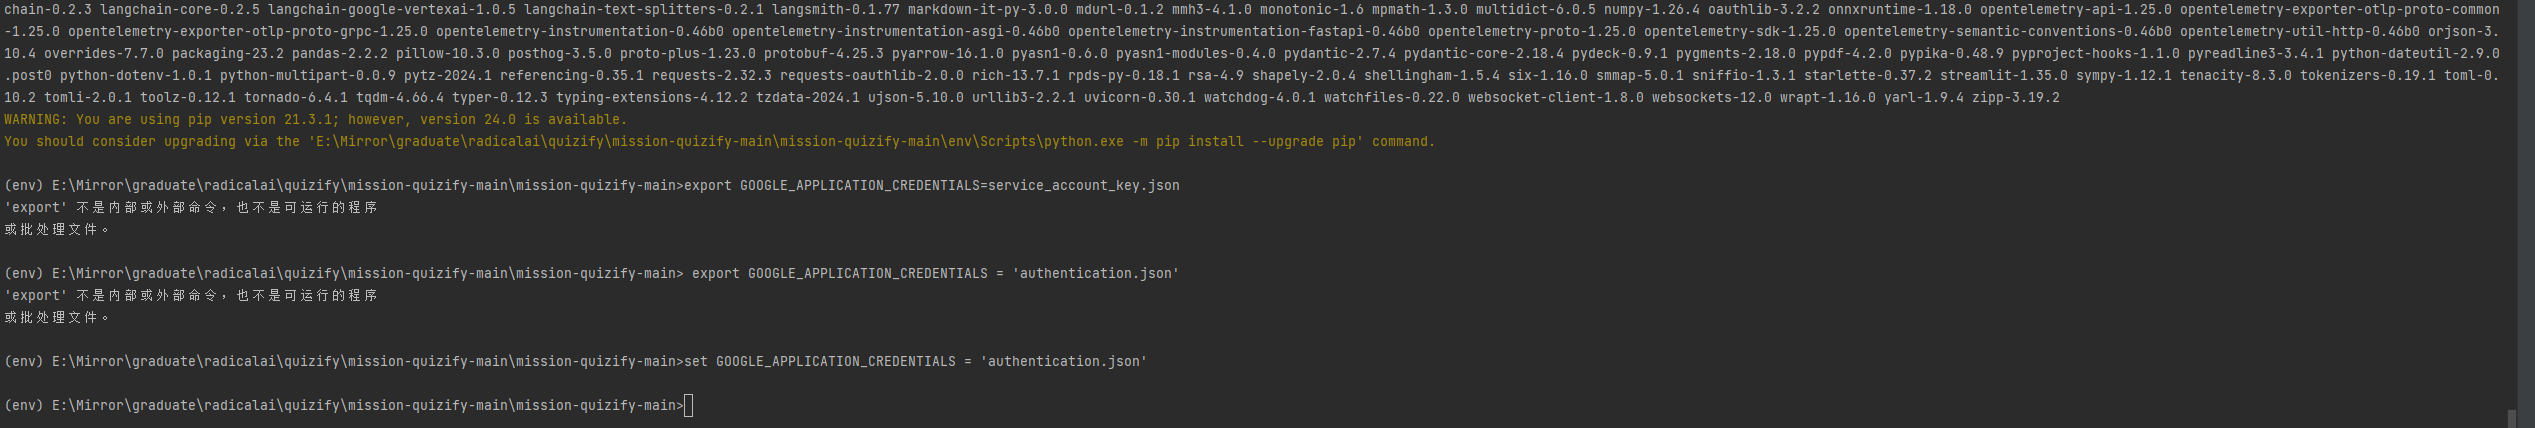 chain-0.2.3 langchain-core-0.2.5 langchain-google-vertexai-1.0.5 langchain-text-splitters-0.2.1 langsmith-0.1.77 markdown-it-py-3.0.0 mdurl-0.1.2 mmh3-4.1.0 monotonic-1.6 mpmath-1.3.0 multidict-6.0.5 numpy-1.26.4 oauthlib-3.2.2 onnxruntime-1.18.0 opentelemetry-api-1.25.0 opentelemetry-exporter-otlp-proto-common
-1.25.0 opentelemetry-exporter-otlp-proto-grpc-1.25.0 opentelemetry-instrumentation-0.46b0 opentelemetry-instrumentation-asgi-0.46b0 opentelemetry-instrumentation-fastapi-0.46b0 opentelemetry-proto-1.25.0 opentelemetry-sdk-1.25.0 opentelemetry-semantic-conventions-0.46b0 opentelemetry-util-http-0.46b0 orjson-3.
10.4 overrides-7.7.0 packaging-23.2 pandas-2.2.2 pillow-10.3.0 posthog-3.5.0 proto-plus-1.23.0 protobuf-4.25.3 pyarrow-16.1.0 pyasn1-0.6.0 pyasn1-modules-0.4.0 pydantic-2.7.4 pydantic-core-2.18.4 pydeck-0.9.1 pygments-2.18.0 pypdf-4.2.0 pypika-0.48.9 pyproject-hooks-1.1.0 pyreadline3-3.4.1 python-dateutil-2.9.0
.post0 python-dotenv-1.0.1 python-multipart-0.0.9 pytz-2024.1 referencing-0.35.1 requests-2.32.3 requests-oauthlib-2.0.0 rich-13.7.1 rpds-py-0.18.1 rsa-4.9 shapely-2.0.4 shellingham-1.5.4 six-1.16.0 smmap-5.0.1 sniffio-1.3.1 starlette-0.37.2 streamlit-1.35.0 sympy-1.12.1 tenacity-8.3.0 tokenizers-0.19.1 toml-0.
10.2 tomli-2.0.1 toolz-0.12.1 tornado-6.4.1 tqdm-4.66.4 typer-0.12.3 typing-extensions-4.12.2 tzdata-2024.1 ujson-5.10.0 urllib3-2.2.1 uvicorn-0.30.1 watchdog-4.0.1 watchfiles-0.22.0 websocket-client-1.8.0 websockets-12.0 wrapt-1.16.0 yarl-1.9.4 zipp-3.19.2
WARNING: You are using pip version 21.3.1; however, version 24.0 is available.
You should consider upgrading via the 'E:\Mirror\graduate\radicalai\quizify\mission-quizify-main\mission-quizify-main\env\Scripts\python.exe -m pip install --upgrade pip' command.
(env) E:\Mirror\graduate\radicalai\quizify\mission-quizify-main\mission-quizify-main>export GOOGLE_APPLICATION_CREDENTIALS=service_account_key.json
'export' 不是内部或外部命令，也不是可运行的程序
或批处理文件。
(env) E:\Mirror\graduate\radicalai\quizify\mission-quizify-main\mission-quizify-main> export GOOGLE_APPLICATION_CREDENTIALS = 'authentication.json'
'export' 不是内部或外部命令，也不是可运行的程序
或批处理文件。
(env) E:\Mirror\graduate\radicalai\quizify\mission-quizify-main\mission-quizify-main>set GOOGLE_APPLICATION_CREDENTIALS = 'authentication.json'
(env) E:\Mirror\graduate\radicalai\quizify\mission-quizify-main\mission-quizify-main>